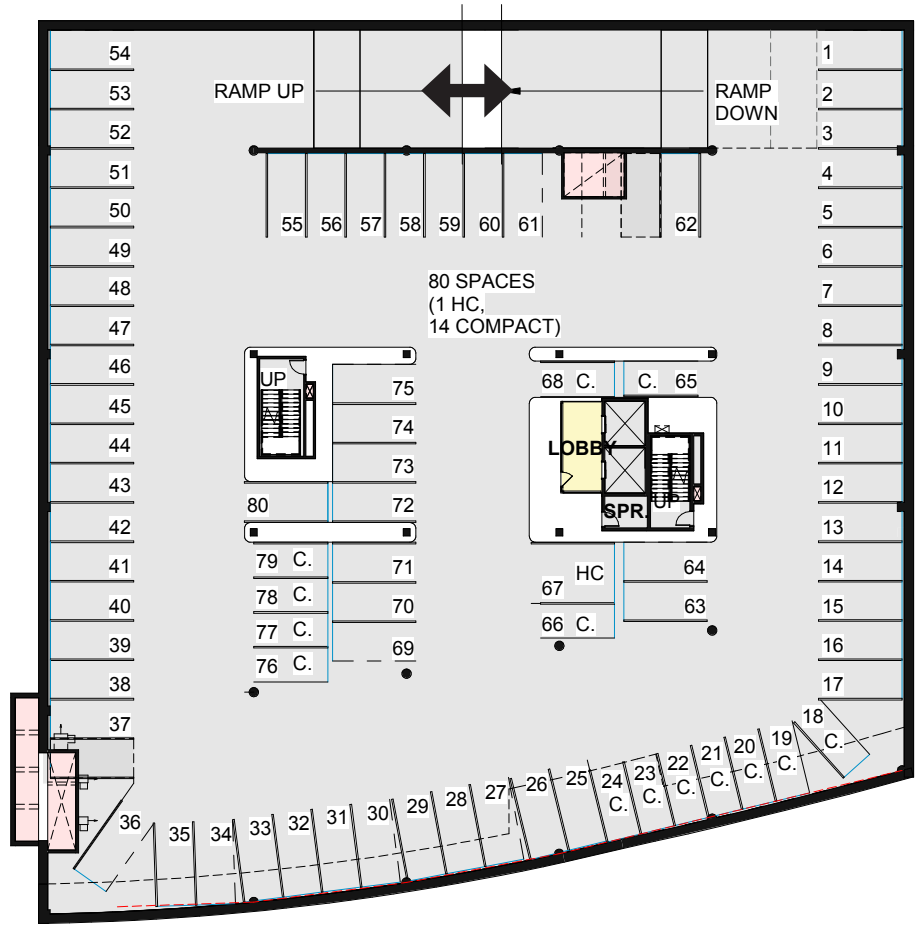 54
1
53
RAMP UP
RAMP
DOWN
2
52
3
51
4
50
5
55
56
57
58
59
60
61
62
49
6
80 SPACES
(1 HC,
14 COMPACT)
48
7
47
8
46
UP
75
68 C.
C. 65
9
45
74
10
44
73
LOBBY
11
43
80
72
SPR.
UP
12
42
13
79 C.
71
HC
64
41
14
78 C.
70
67
63
40
15
77 C.
66 C.
39
69
16
76 C.
38
17
37
18
C.
19
C.
20
C.
21
C.
22
C.
23
C.
24
C.
25
26
27
28
29
30
31
32
33
34
35
36